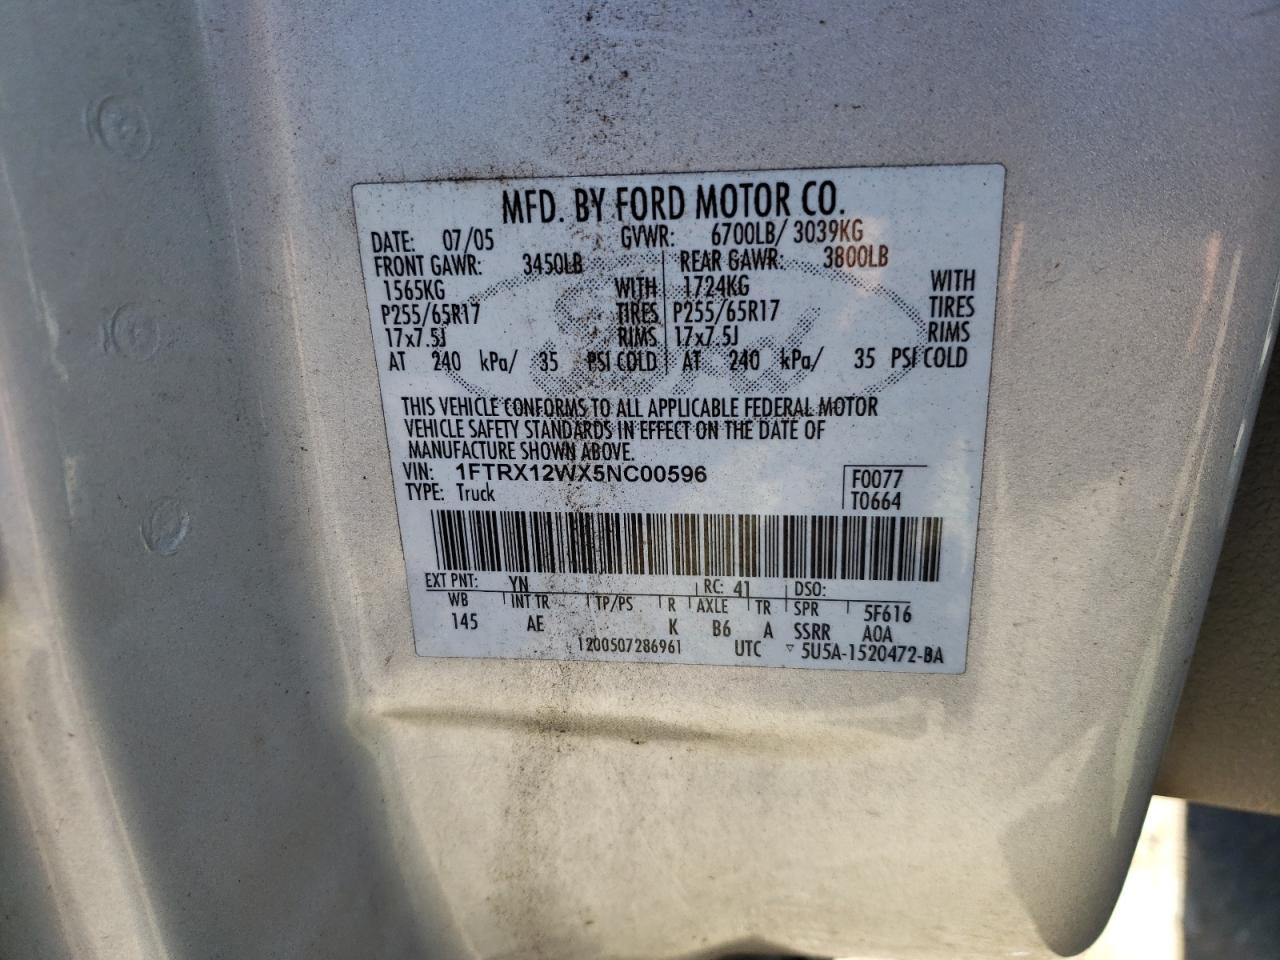 MFD. BY FORD MOTOR CO.
DATE: 07/05 GVWR: 6700LB/ 3039KG
FRONT GAWR: 3450LB REAR GAWR: 3800LB
1565KG WITH 1724KG WITH
P255/65R17 TIRES P255/65R17 TIRES
17x7.5J RIMS 17x7.5J RIMS
AT 240 kPa/ 35 PSI COLD AT 240 kPa/ 35 PSI COLD
THIS VEHICLE CONFORMS TO ALL APPLICABLE FEDERAL MOTOR
VEHICLE SAFETY STANDARDS IN EFFECT ON THE DATE OF
MANUFACTURE SHOWN ABOVE.
VIN: 1FTRX12WX5NC00596 F0077
TYPE: Truck T0664
EXT PNT: YN RC: 41 DSO:
WB INT TR TP/PS R AXLE TR SPR 5F616
145 AE K B6 A SSRR A0A
1200507286961 UTC ▽ 5U5A-1520472-BA